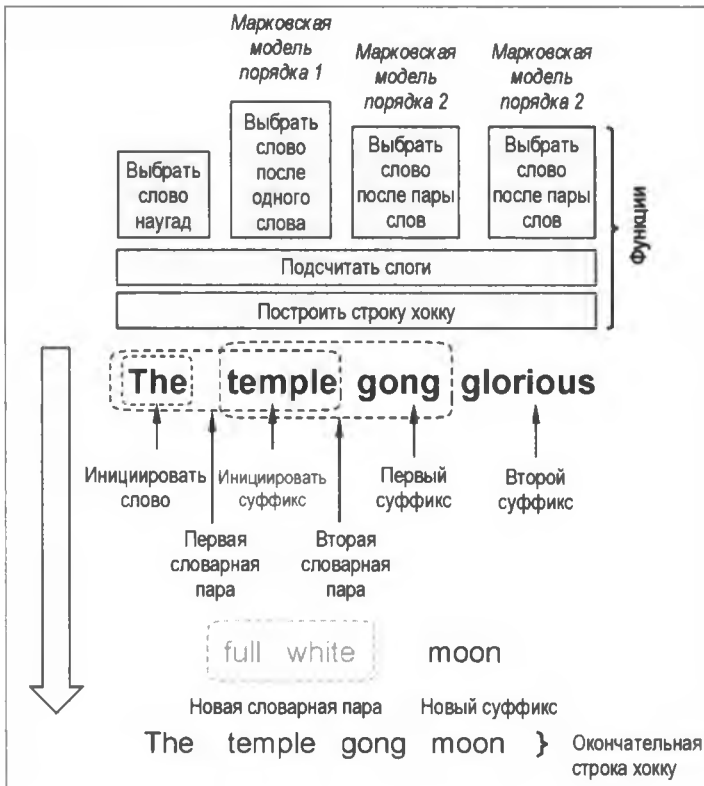 Марковская
модель
порядка 1
Марковская
модель
порядка 2
Марковская
модель
порядка 2
Выбрать
слово
наугад
Выбрать
слово
после
одного
слова
Выбрать
слово
после пары
слов
Выбрать
слово
после пары
слов
Функции
Подсчитать слоги
Построить строку хокку
The temple gong glorious
Инициировать
слово
Инициировать
суффикс
Первый
суффикс
Второй
суффикс
Первая
словарная
пара
Вторая
словарная
пара
full white moon
Новая словарная пара Новый суффикс
The temple gong moon } Окончательная
строка хокку